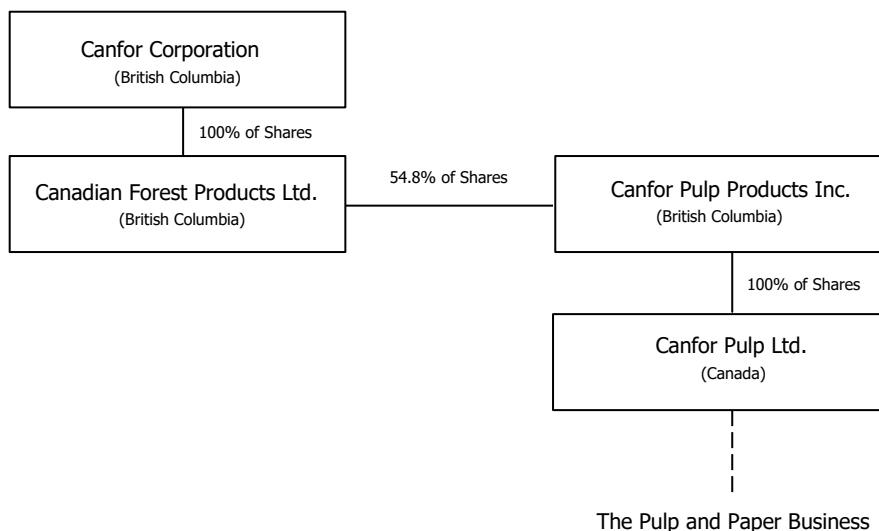 Canfor Corporation
(British Columbia)
100% of Shares
Canadian Forest Products Ltd.
(British Columbia)
54.8% of Shares
Canfor Pulp Products Inc.
(British Columbia)
100% of Shares
Canfor Pulp Ltd.
(Canada)
The Pulp and Paper Business